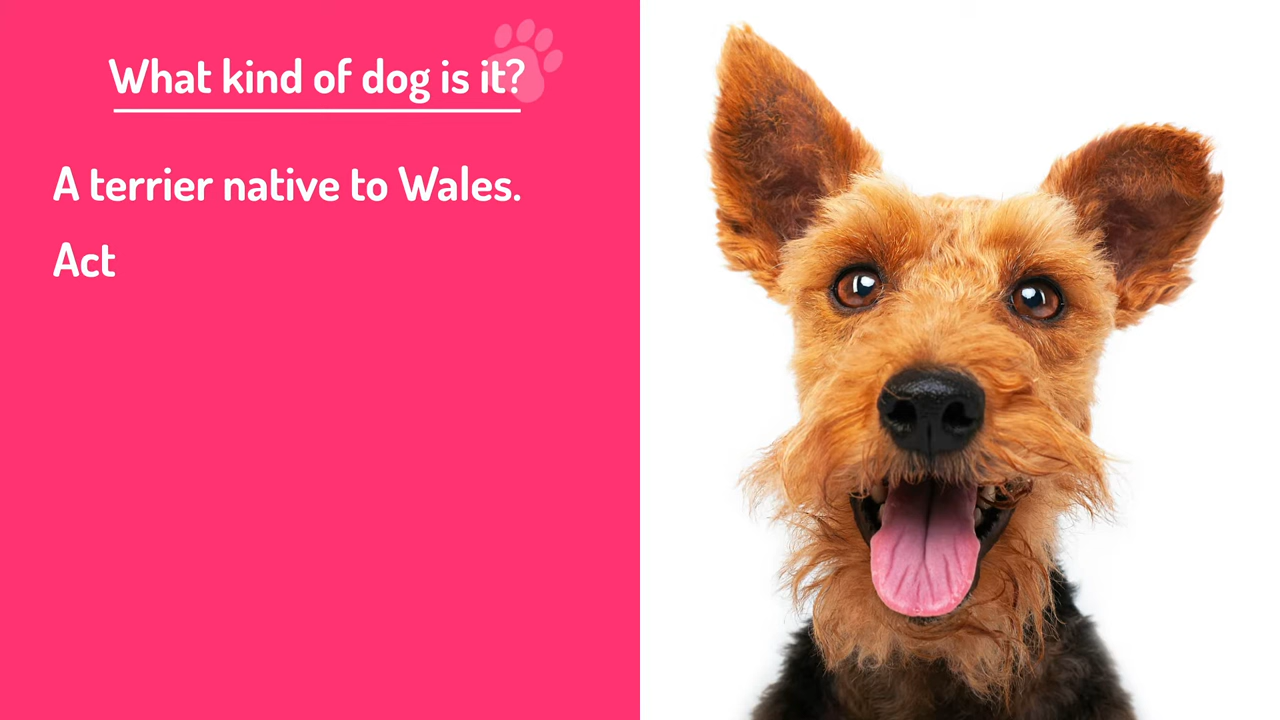 What kind of dog is it?
A terrier native to Wales.
Act